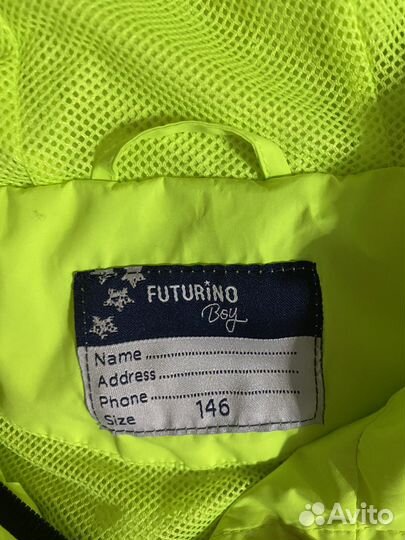 FUTURINO
Boy
Name
Address
Phone
Size 146
Avito